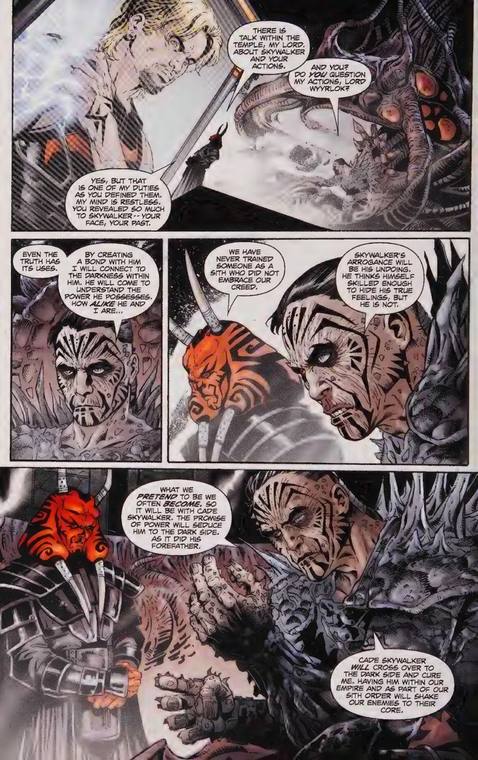 THERE IS
TALK WITHIN THE
TEMPLE, MY LORD.
ABOUT SKYWALKER
AND YOUR
ACTIONS.
AND YOU?
DO YOU QUESTION
MY ACTIONS, LORD
WYYRLOK?
YES, BUT THAT
IS ONE OF MY DUTIES
AS YOU DEFINED THEM.
MY MIND IS RESTLESS.
YOU REVEALED SO MUCH
TO SKYWALKER--YOUR
FACE, YOUR PAST.
EVEN THE
TRUTH HAS
ITS USES.
BY CREATING
A BOND WITH HIM
I WILL CONNECT TO
THE DARKNESS WITHIN
HIM. HE WILL COME TO
UNDERSTAND THE
POWER HE POSSESSES.
HOW ALIKE HE AND
I ARE...
WE HAVE
NEVER TRAINED
SOMEONE AS A
SITH WHO DID NOT
EMBRACE OUR
CREED.
SKYWALKER'S
ARROGANCE WILL
BE HIS UNDOING.
HE THINKS HIMSELF
SKILLED ENOUGH
TO HIDE HIS TRUE
FEELINGS, BUT
HE IS NOT.
WHAT WE
PRETEND TO BE WE
OFTEN BECOME. SO
IT WILL BE WITH CADE
SKYWALKER. THE PROMISE
OF POWER WILL SEDUCE
HIM TO THE DARK SIDE.
AS IT DID HIS
FOREFATHER.
CADE SKYWALKER
WILL CROSS OVER TO
THE DARK SIDE AND CURE
ME. HAVING HIM WITHIN OUR
EMPIRE AND AS PART OF OUR
SITH ORDER WILL SHAKE
OUR ENEMIES TO THEIR
CORE.